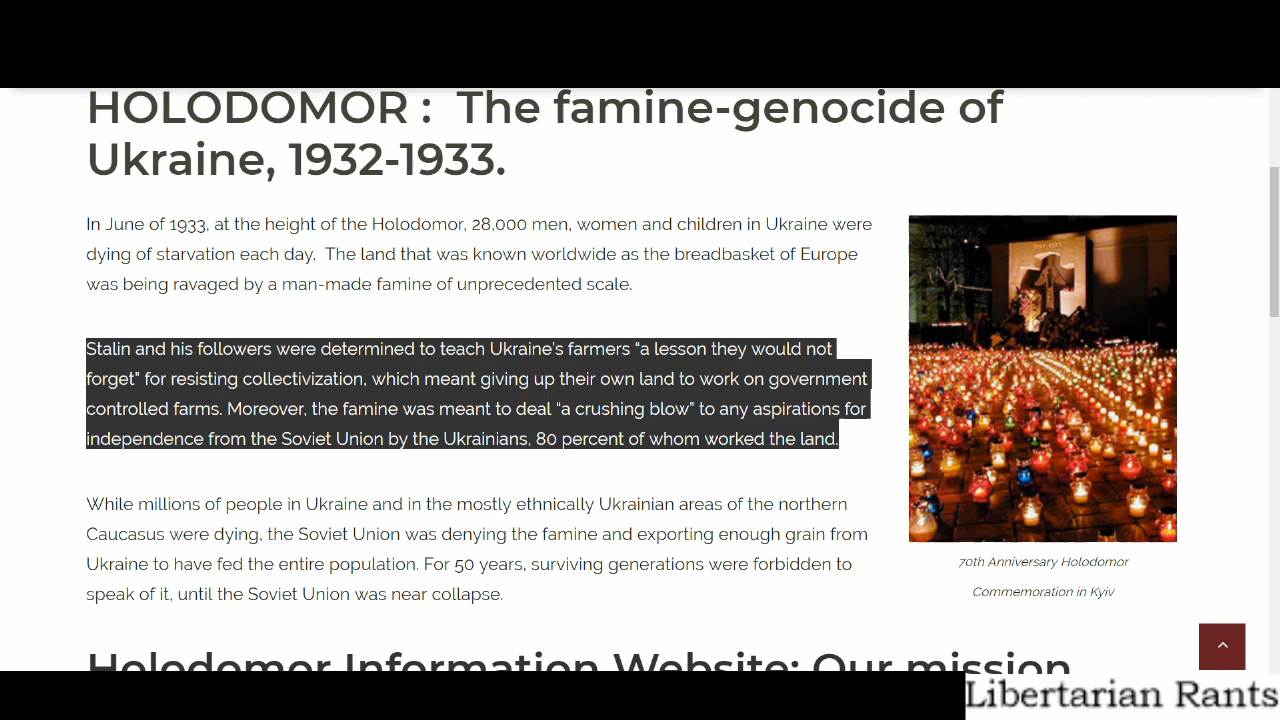 HOLODOMOR :  The famine-genocide of
Ukraine, 1932-1933.
In June of 1933, at the height of the Holodomor, 28,000 men, women and children in Ukraine were
dying of starvation each day.  The land that was known worldwide as the breadbasket of Europe
was being ravaged by a man-made famine of unprecedented scale.
Stalin and his followers were determined to teach Ukraine's farmers “a lesson they would not
forget” for resisting collectivization, which meant giving up their own land to work on government
controlled farms. Moreover, the famine was meant to deal “a crushing blow” to any aspirations for
independence from the Soviet Union by the Ukrainians, 80 percent of whom worked the land.
While millions of people in Ukraine and in the mostly ethnically Ukrainian areas of the northern
Caucasus were dying, the Soviet Union was denying the famine and exporting enough grain from
Ukraine to have fed the entire population. For 50 years, surviving generations were forbidden to
speak of it, until the Soviet Union was near collapse.
70th Anniversary Holodomor
Commemoration in Kyiv
Holodomor Information Website: Our mission
Libertarian Rants